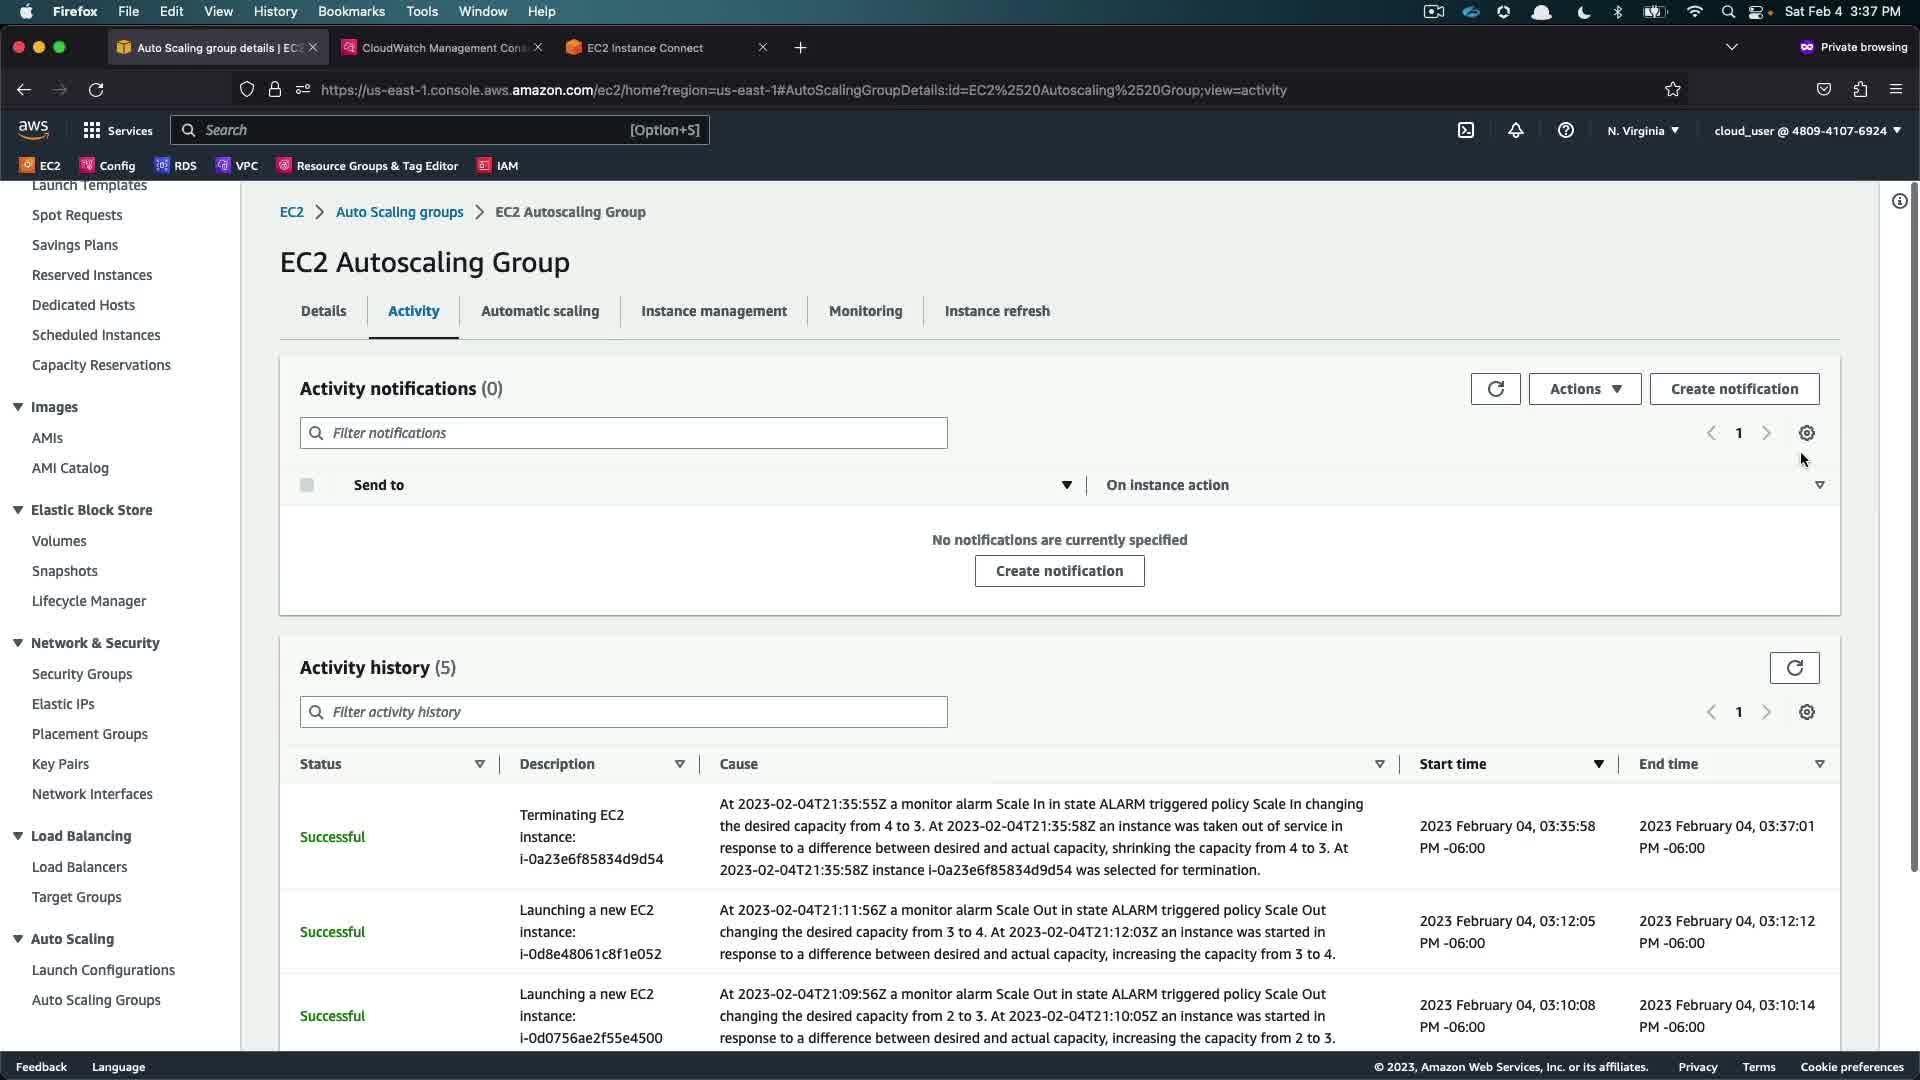 Firefox File Edit View History Bookmarks Tools Window Help Sat Feb 4 3:37 PM
Auto Scaling group details | EC2 CloudWatch Management Con EC2 Instance Connect Private browsing
https://us-east-1.console.aws.amazon.com/ec2/home?region=us-east-1#AutoScalingGroupDetails:id=EC2%2520Autoscaling%2520Group;view=activity
aws Services Search [Option+S] N. Virginia cloud_user @ 4809-4107-6924
EC2 Config RDS VPC Resource Groups & Tag Editor IAM
Launch Templates
Spot Requests
Savings Plans
Reserved Instances
Dedicated Hosts
Scheduled Instances
Capacity Reservations
Images
AMIs
AMI Catalog
Elastic Block Store
Volumes
Snapshots
Lifecycle Manager
Network & Security
Security Groups
Elastic IPs
Placement Groups
Key Pairs
Network Interfaces
Load Balancing
Load Balancers
Target Groups
Auto Scaling
Launch Configurations
Auto Scaling Groups
EC2 Auto Scaling groups EC2 Autoscaling Group
EC2 Autoscaling Group
Details Activity Automatic scaling Instance management Monitoring Instance refresh
Activity notifications (0) Actions Create notification
Filter notifications 1
Send to On instance action
No notifications are currently specified
Create notification
Activity history (5)
Filter activity history 1
Status Description Cause Start time End time
Successful
Terminating EC2
instance:
i-0a23e6f85834d9d54
At 2023-02-04T21:35:55Z a monitor alarm Scale In in state ALARM triggered policy Scale In changing
the desired capacity from 4 to 3. At 2023-02-04T21:35:58Z an instance was taken out of service in
response to a difference between desired and actual capacity, shrinking the capacity from 4 to 3. At
2023-02-04T21:35:58Z instance i-0a23e6f85834d9d54 was selected for termination.
2023 February 04, 03:35:58
PM -06:00
2023 February 04, 03:37:01
PM -06:00
Successful
Launching a new EC2
instance:
i-0d8e48061c8f1e052
At 2023-02-04T21:11:56Z a monitor alarm Scale Out in state ALARM triggered policy Scale Out
changing the desired capacity from 3 to 4. At 2023-02-04T21:12:03Z an instance was started in
response to a difference between desired and actual capacity, increasing the capacity from 3 to 4.
2023 February 04, 03:12:05
PM -06:00
2023 February 04, 03:12:12
PM -06:00
Successful
Launching a new EC2
instance:
i-0d0756ae2f55e4500
At 2023-02-04T21:09:56Z a monitor alarm Scale Out in state ALARM triggered policy Scale Out
changing the desired capacity from 2 to 3. At 2023-02-04T21:10:05Z an instance was started in
response to a difference between desired and actual capacity, increasing the capacity from 2 to 3.
2023 February 04, 03:10:08
PM -06:00
2023 February 04, 03:10:14
PM -06:00
Feedback Language © 2023, Amazon Web Services, Inc. or its affiliates. Privacy Terms Cookie preferences